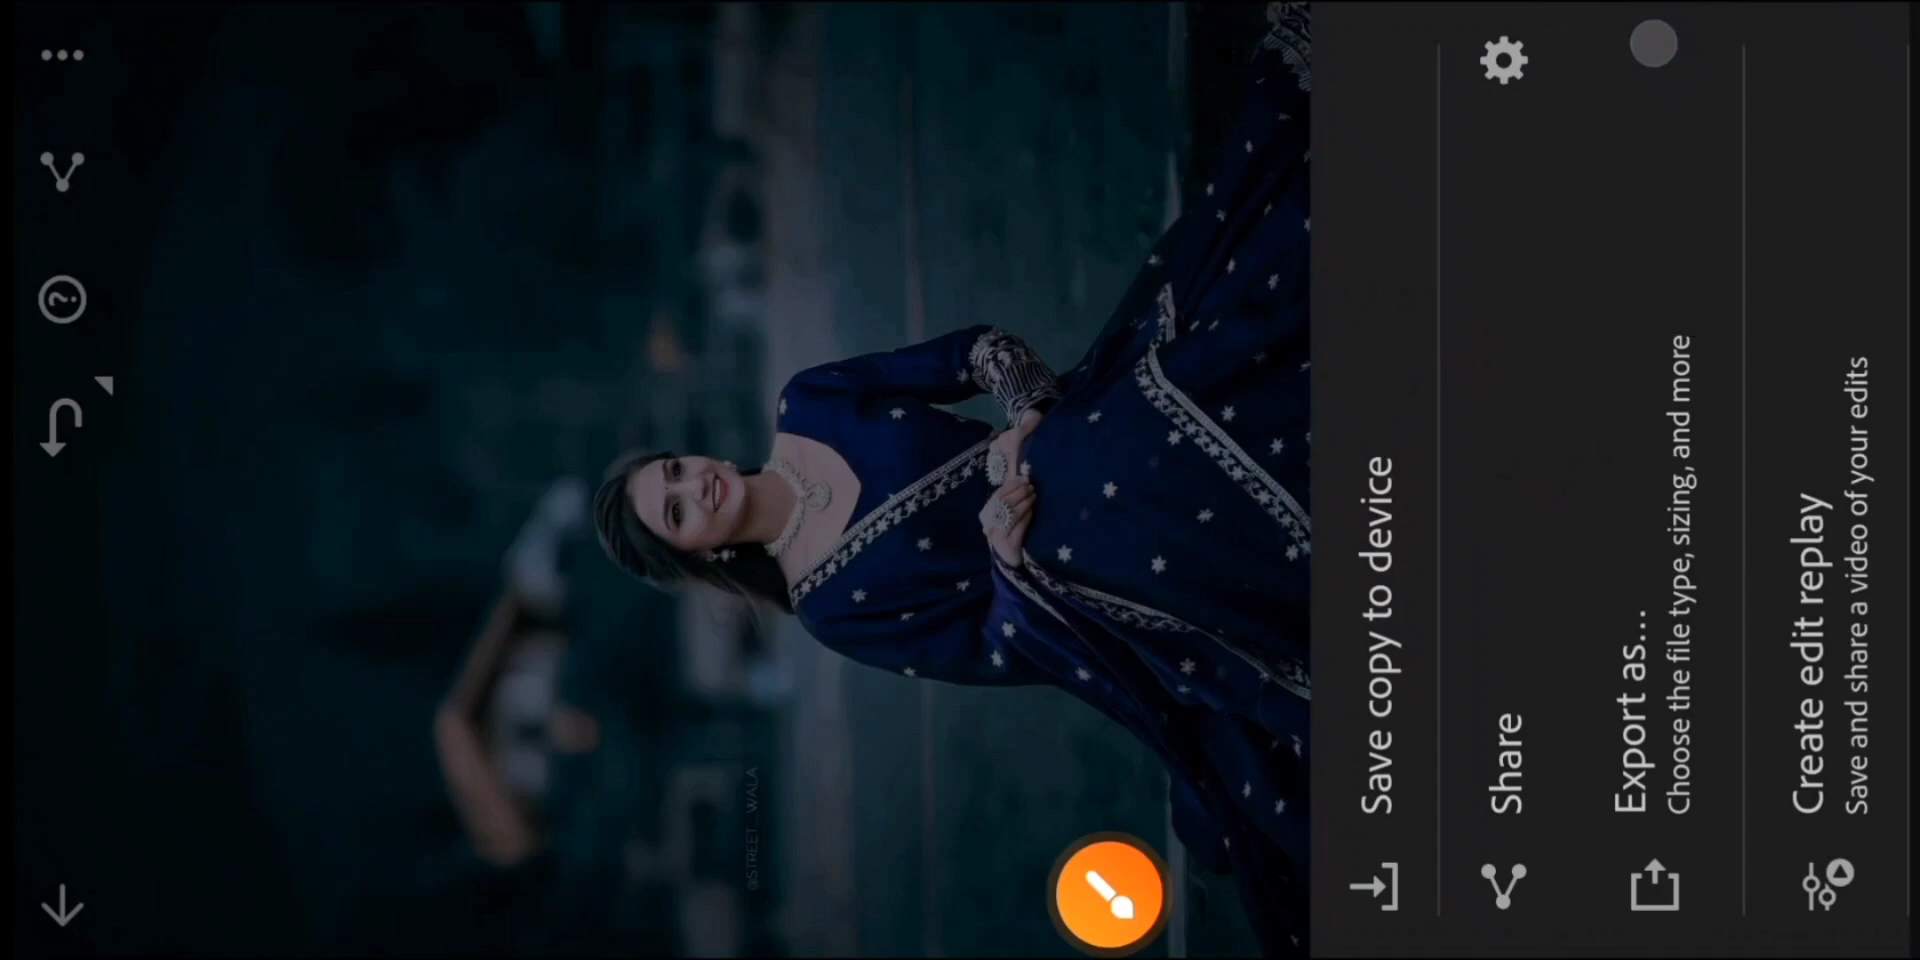 @STREET_WALA
Save copy to device
Share
Export as...
Choose the file type, sizing, and more
Create edit replay
Save and share a video of your edits